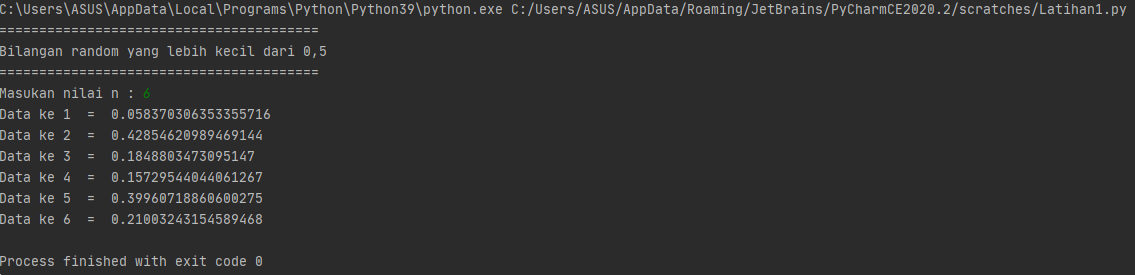 C:\Users\ASUS\AppData\Local\Programs\Python\Python39\python.exe C:/Users/ASUS/AppData/Roaming/JetBrains/PyCharmCE2020.2/scratches/Latihan1.py
========================================
Bilangan random yang lebih kecil dari 0,5
========================================
Masukan nilai n : 6
Data ke 1  =  0.058370306353355716
Data ke 2  =  0.42854620989469144
Data ke 3  =  0.1848803473095147
Data ke 4  =  0.15729544044061267
Data ke 5  =  0.39960718860600275
Data ke 6  =  0.21003243154589468
Process finished with exit code 0